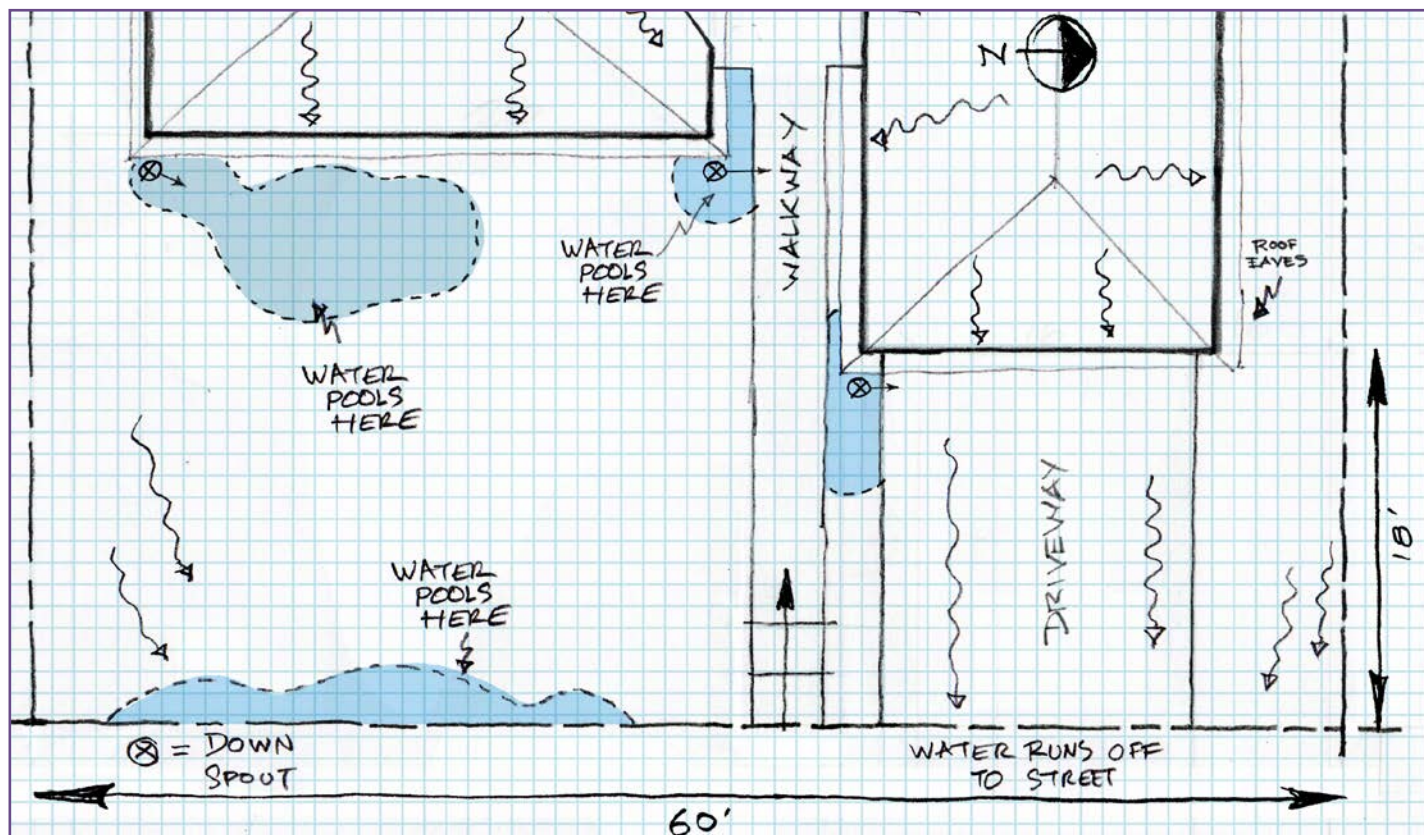 N
WALKWAY
ROOF
EAVES
WATER
POOLS
HERE
WATER
POOLS
HERE
WATER
POOLS
HERE
DRIVEWAY
18'
⊗ = DOWN
SPOUT
WATER RUNS OFF
TO STREET
60'